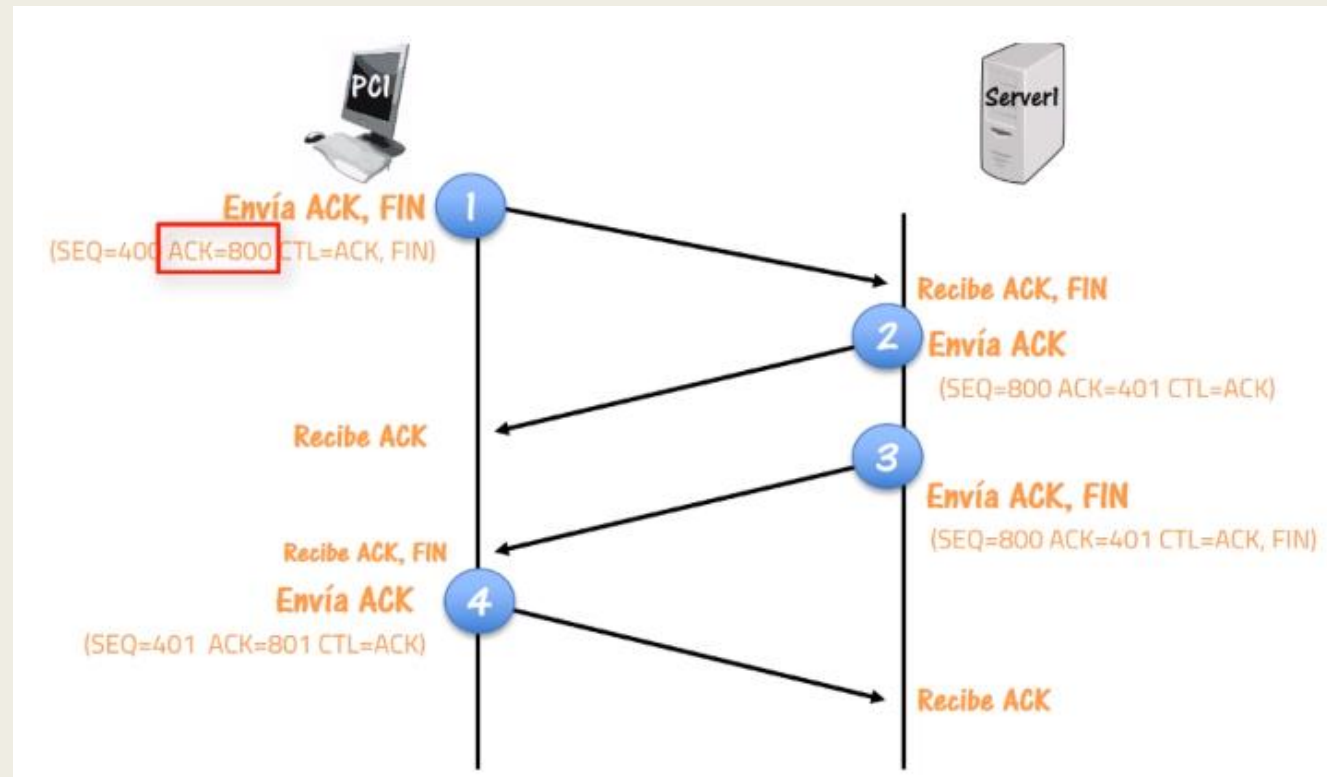 PC1
Server1
Envía ACK, FIN
1
(SEQ=400 ACK=800 CTL=ACK, FIN)
Recibe ACK, FIN
2
Envía ACK
(SEQ=800 ACK=401 CTL=ACK)
Recibe ACK
3
Envía ACK, FIN
(SEQ=800 ACK=401 CTL=ACK, FIN)
Recibe ACK, FIN
Envía ACK
4
(SEQ=401 ACK=801 CTL=ACK)
Recibe ACK